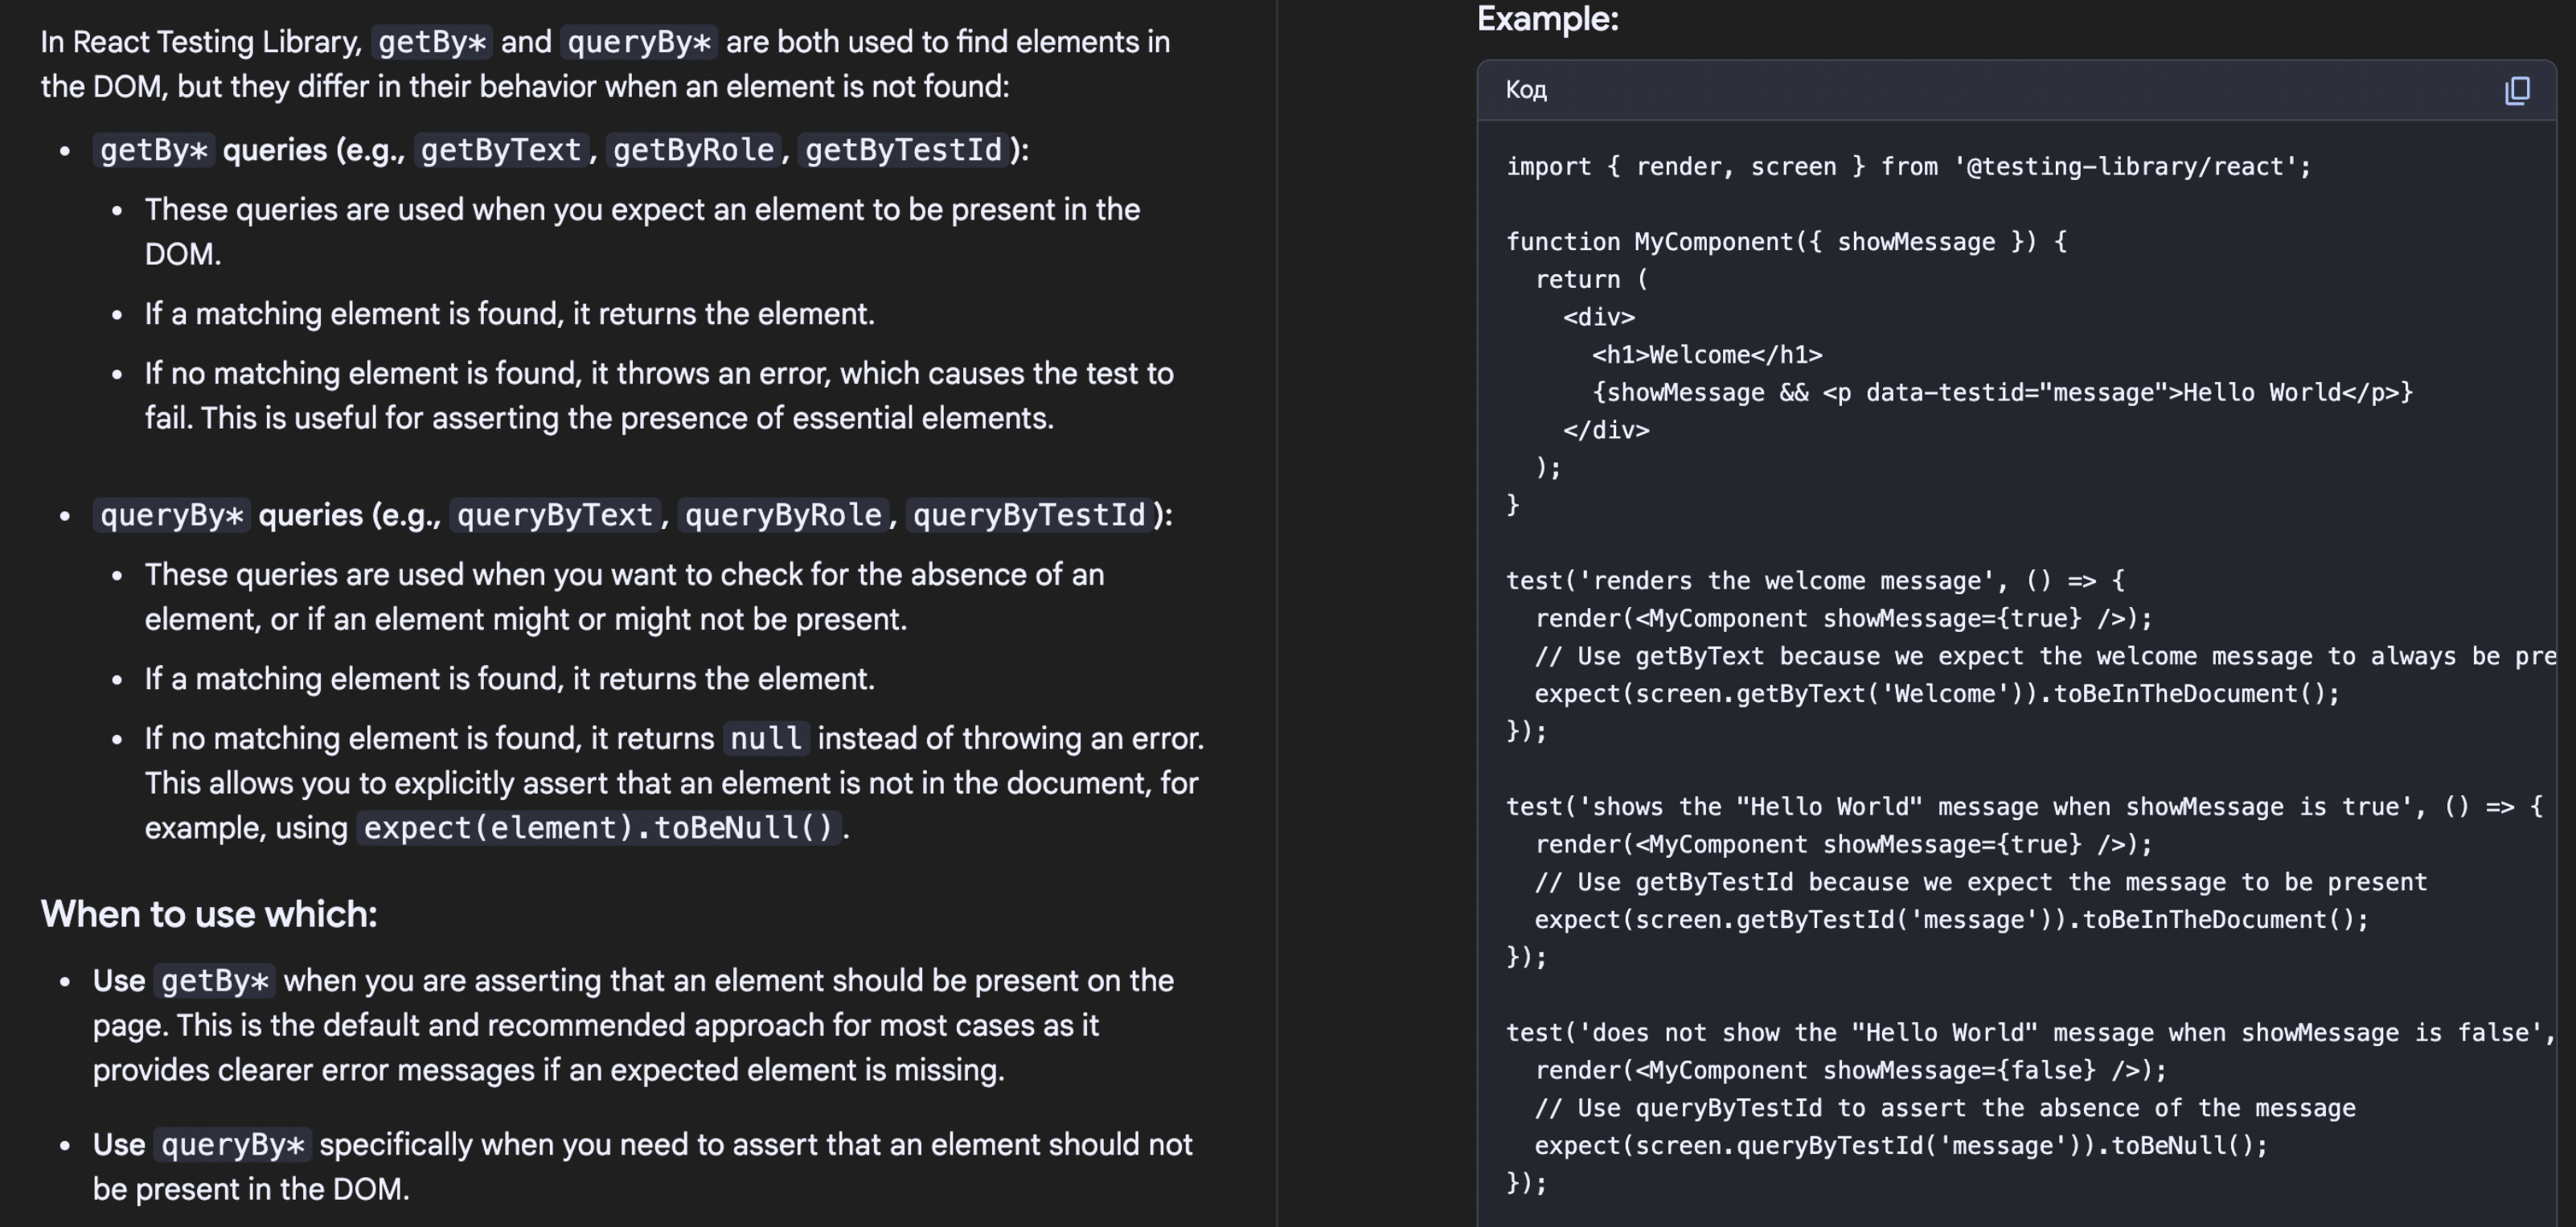 In React Testing Library, getBy* and queryBy* are both used to find elements in
the DOM, but they differ in their behavior when an element is not found:
• getBy* queries (e.g., getByText, getByRole, getByTestId):
• These queries are used when you expect an element to be present in the
DOM.
• If a matching element is found, it returns the element.
• If no matching element is found, it throws an error, which causes the test to
fail. This is useful for asserting the presence of essential elements.
• queryBy* queries (e.g., queryByText, queryByRole, queryByTestId):
• These queries are used when you want to check for the absence of an
element, or if an element might or might not be present.
• If a matching element is found, it returns the element.
• If no matching element is found, it returns null instead of throwing an error.
This allows you to explicitly assert that an element is not in the document, for
example, using expect(element).toBeNull().
When to use which:
• Use getBy* when you are asserting that an element should be present on the
page. This is the default and recommended approach for most cases as it
provides clearer error messages if an expected element is missing.
• Use queryBy* specifically when you need to assert that an element should not
be present in the DOM.
Example:
Код
import { render, screen } from '@testing-library/react';
function MyComponent({ showMessage }) {
  return (
    <div>
      <h1>Welcome</h1>
      {showMessage && <p data-testid="message">Hello World</p>}
    </div>
  );
}
test('renders the welcome message', () => {
  render(<MyComponent showMessage={true} />);
  // Use getByText because we expect the welcome message to always be pre
  expect(screen.getByText('Welcome')).toBeInTheDocument();
});
test('shows the "Hello World" message when showMessage is true', () => {
  render(<MyComponent showMessage={true} />);
  // Use getByTestId because we expect the message to be present
  expect(screen.getByTestId('message')).toBeInTheDocument();
});
test('does not show the "Hello World" message when showMessage is false',
  render(<MyComponent showMessage={false} />);
  // Use queryByTestId to assert the absence of the message
  expect(screen.queryByTestId('message')).toBeNull();
});